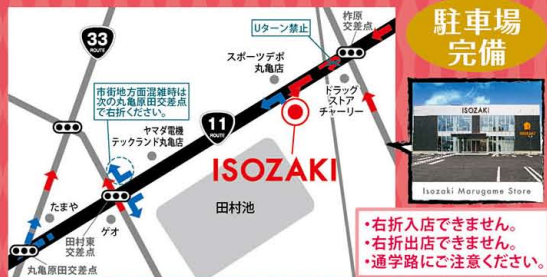 33
ROUTE
Uターン禁止
柞原
交差点
駐車場
完備
スポーツデポ
丸亀店
市街地方面混雑時は
次の丸亀原田交差点
で右折ください。
ドラッグ
ストア
チャーリー
ヤマダ電機
テックランド丸亀店
11
ROUTE
ISOZAKI
ISOZAKI
Isozaki Marugame Store
たまや
田村東
交差点
ゲオ
田村池
丸亀原田交差点
・右折入店できません。
・右折出店できません。
・通学路にご注意ください。